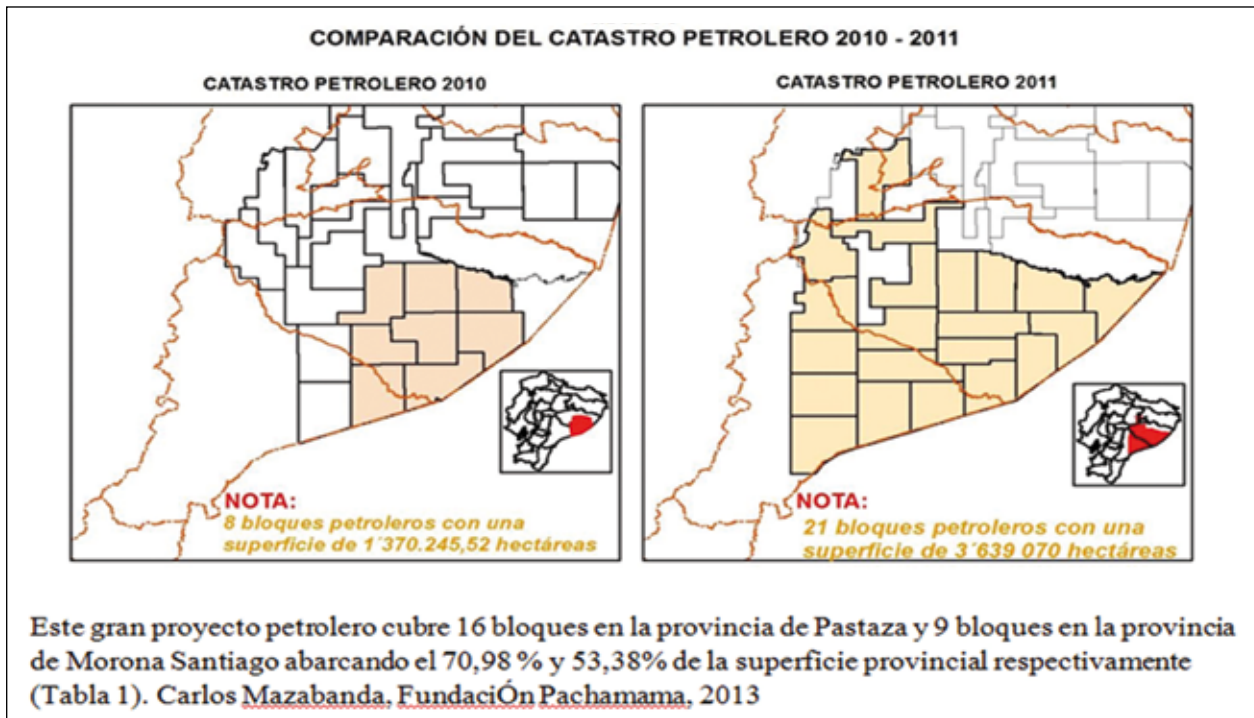 COMPARACIÓN DEL CATASTRO PETROLERO 2010 - 2011
CATASTRO PETROLERO 2010
CATASTRO PETROLERO 2011
NOTA:
8 bloques petroleros con una
superficie de 1´370.245,52 hectáreas
NOTA:
21 bloques petroleros con una
superficie de 3´639 070 hectáreas
Este gran proyecto petrolero cubre 16 bloques en la provincia de Pastaza y 9 bloques en la provincia
de Morona Santiago abarcando el 70,98 % y 53,38% de la superficie provincial respectivamente
(Tabla 1). Carlos Mazabanda, FundaciÓn Pachamama, 2013